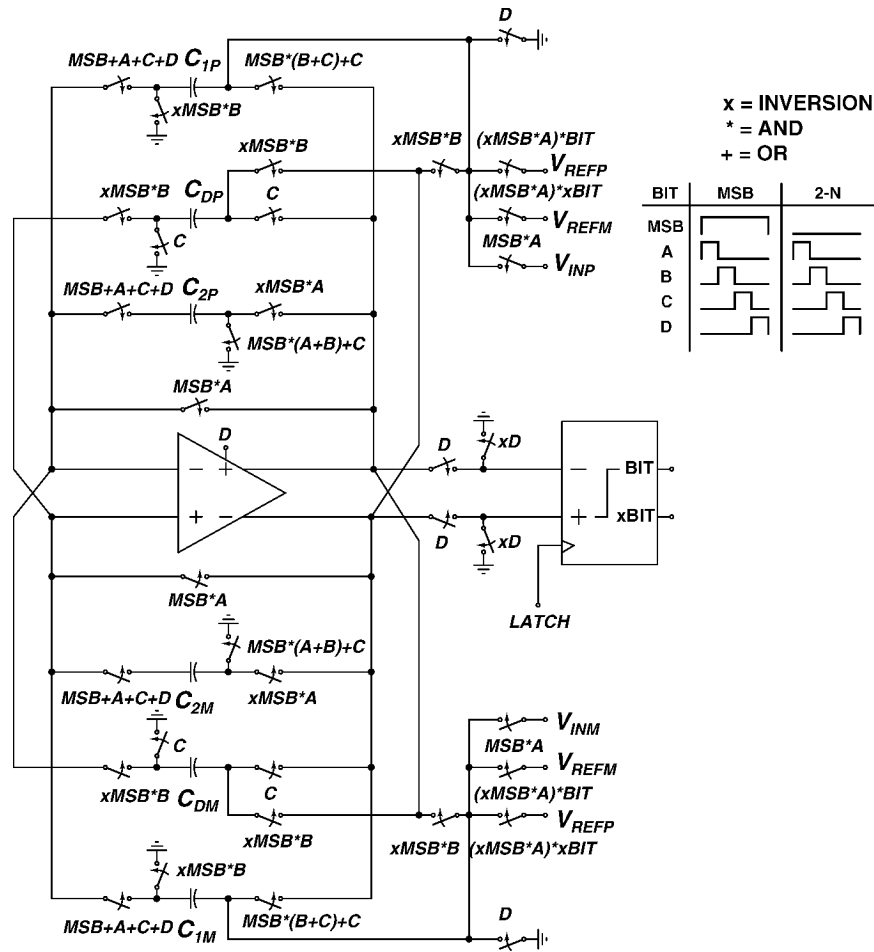 D
MSB+A+C+D C1P MSB*(B+C)+C
xMSB*B
x = INVERSION
* = AND
+ = OR
xMSB*B
xMSB*B (xMSB*A)*BIT
VREFP
xMSB*B CDP C
(xMSB*A)*xBIT
VREFM
C
MSB*A
VINP
BIT MSB 2-N
MSB
A
B
C
D
MSB+A+C+D C2P xMSB*A
MSB*(A+B)+C
MSB*A
D
− +
+ −
D
xD
D
xD
− BIT
+ xBIT
MSB*A
LATCH
MSB*(A+B)+C
MSB+A+C+D C2M xMSB*A
VINM
MSB*A
C
VREFM
xMSB*B CDM C
(xMSB*A)*BIT
xMSB*B
VREFP
xMSB*B (xMSB*A)*xBIT
xMSB*B
MSB+A+C+D C1M MSB*(B+C)+C
D